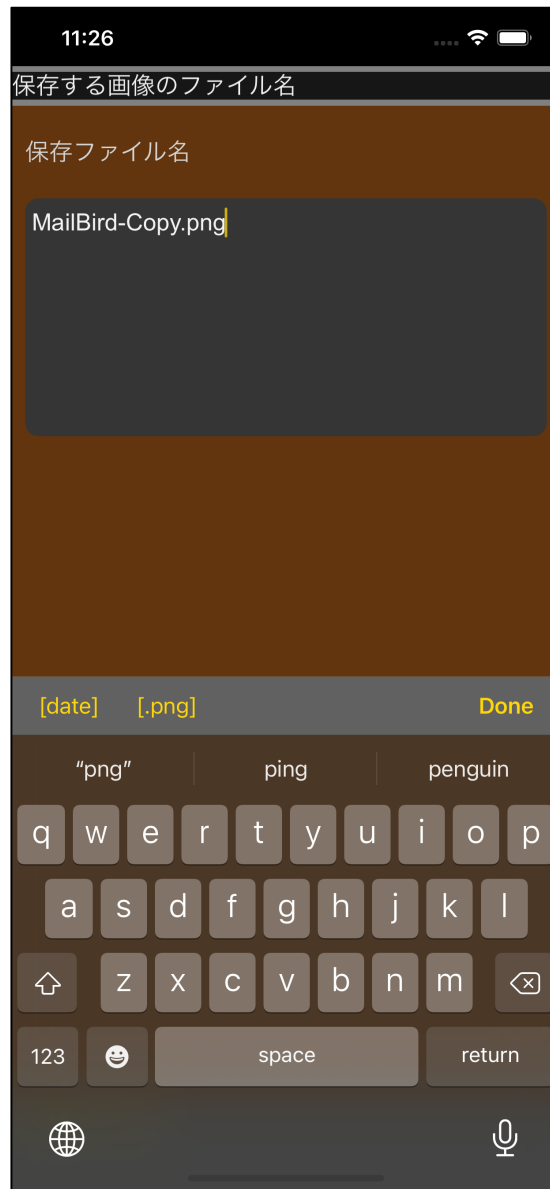 11:26
保存する画像のファイル名
保存ファイル名
MailBird-Copy.png
[date] [.png] Done
“png” ping penguin
q w e r t y u i o p
a s d f g h j k l
z x c v b n m
123 space return